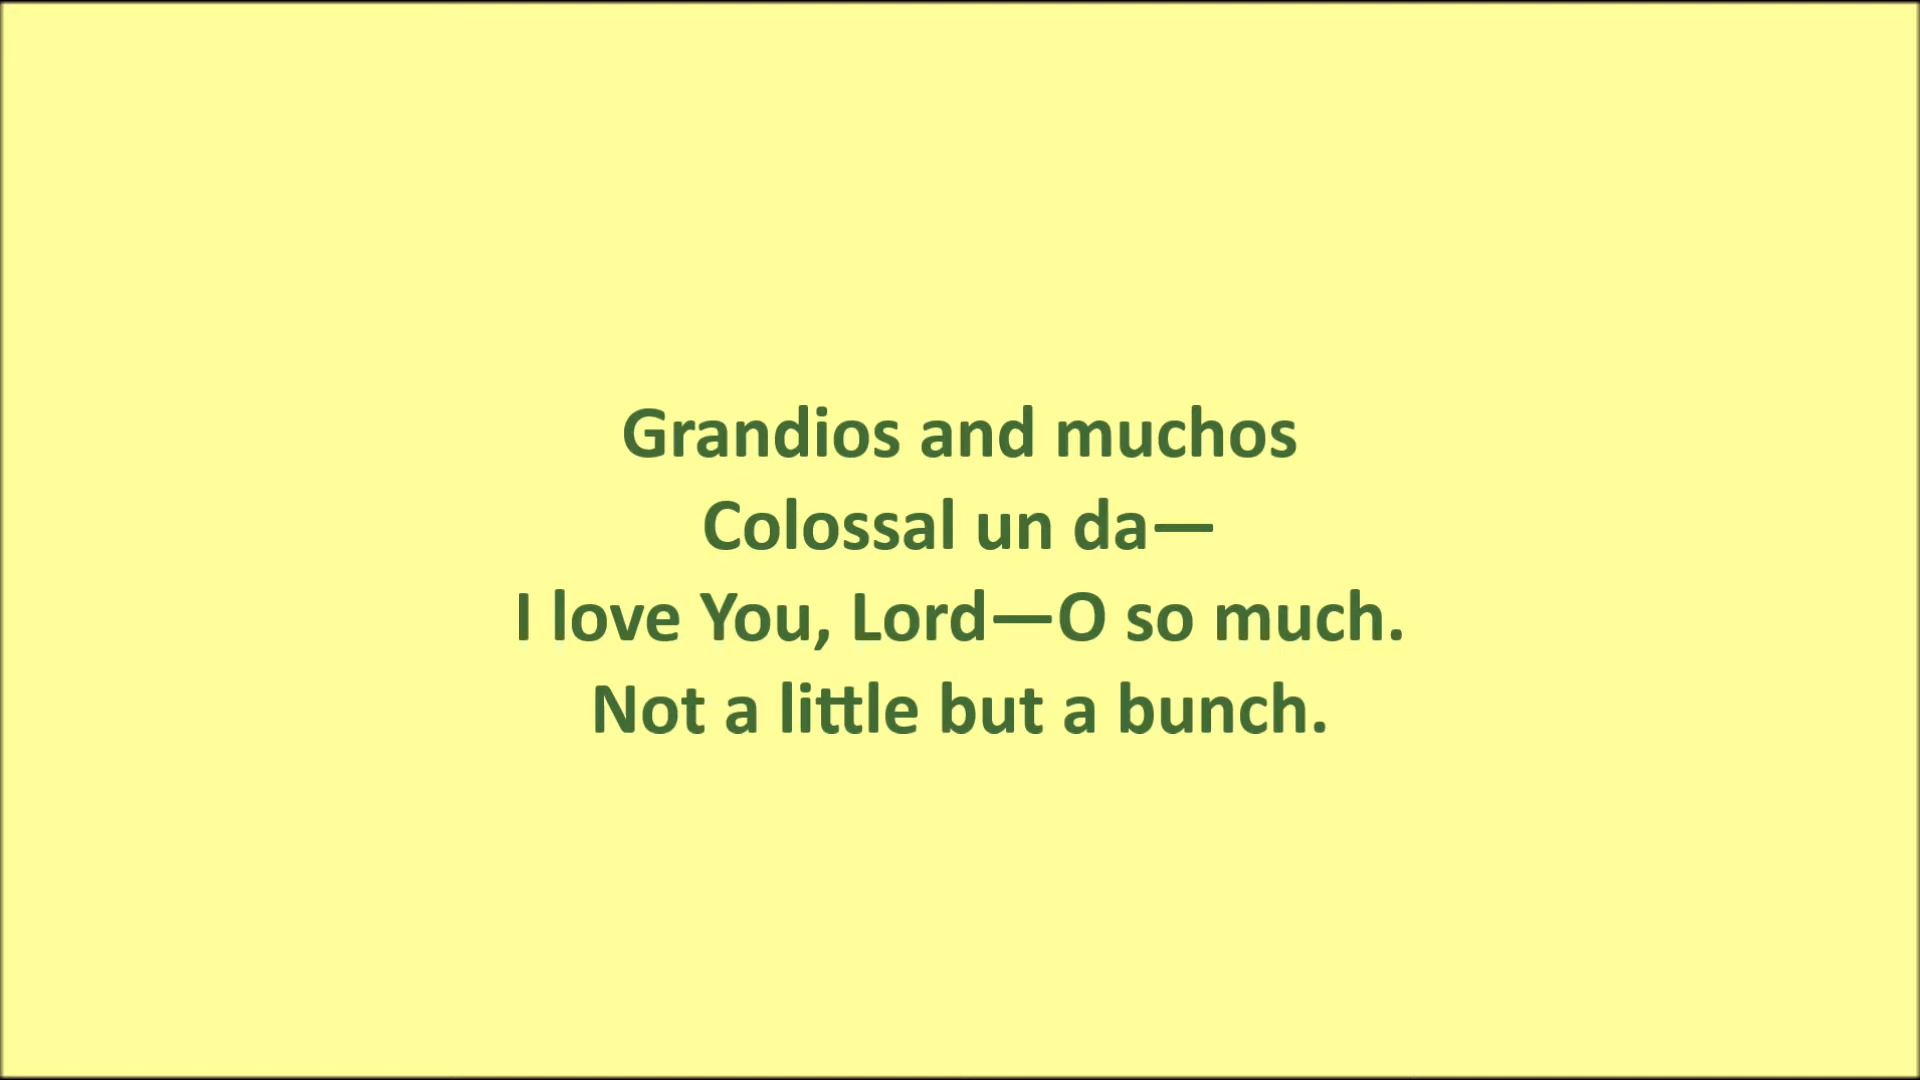 Grandios and muchos
Colossal un da—
I love You, Lord—O so much.
Not a little but a bunch.